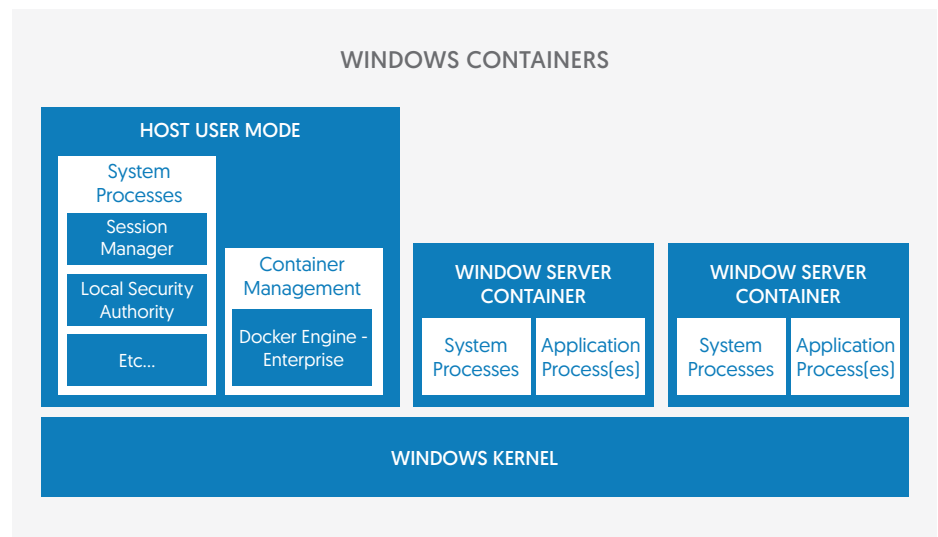 WINDOWS CONTAINERS
HOST USER MODE
System
Processes
Session
Manager
Local Security
Authority
Etc...
Container
Management
Docker Engine -
Enterprise
WINDOW SERVER
CONTAINER
System
Processes
Application
Process(es)
WINDOW SERVER
CONTAINER
System
Processes
Application
Process(es)
WINDOWS KERNEL